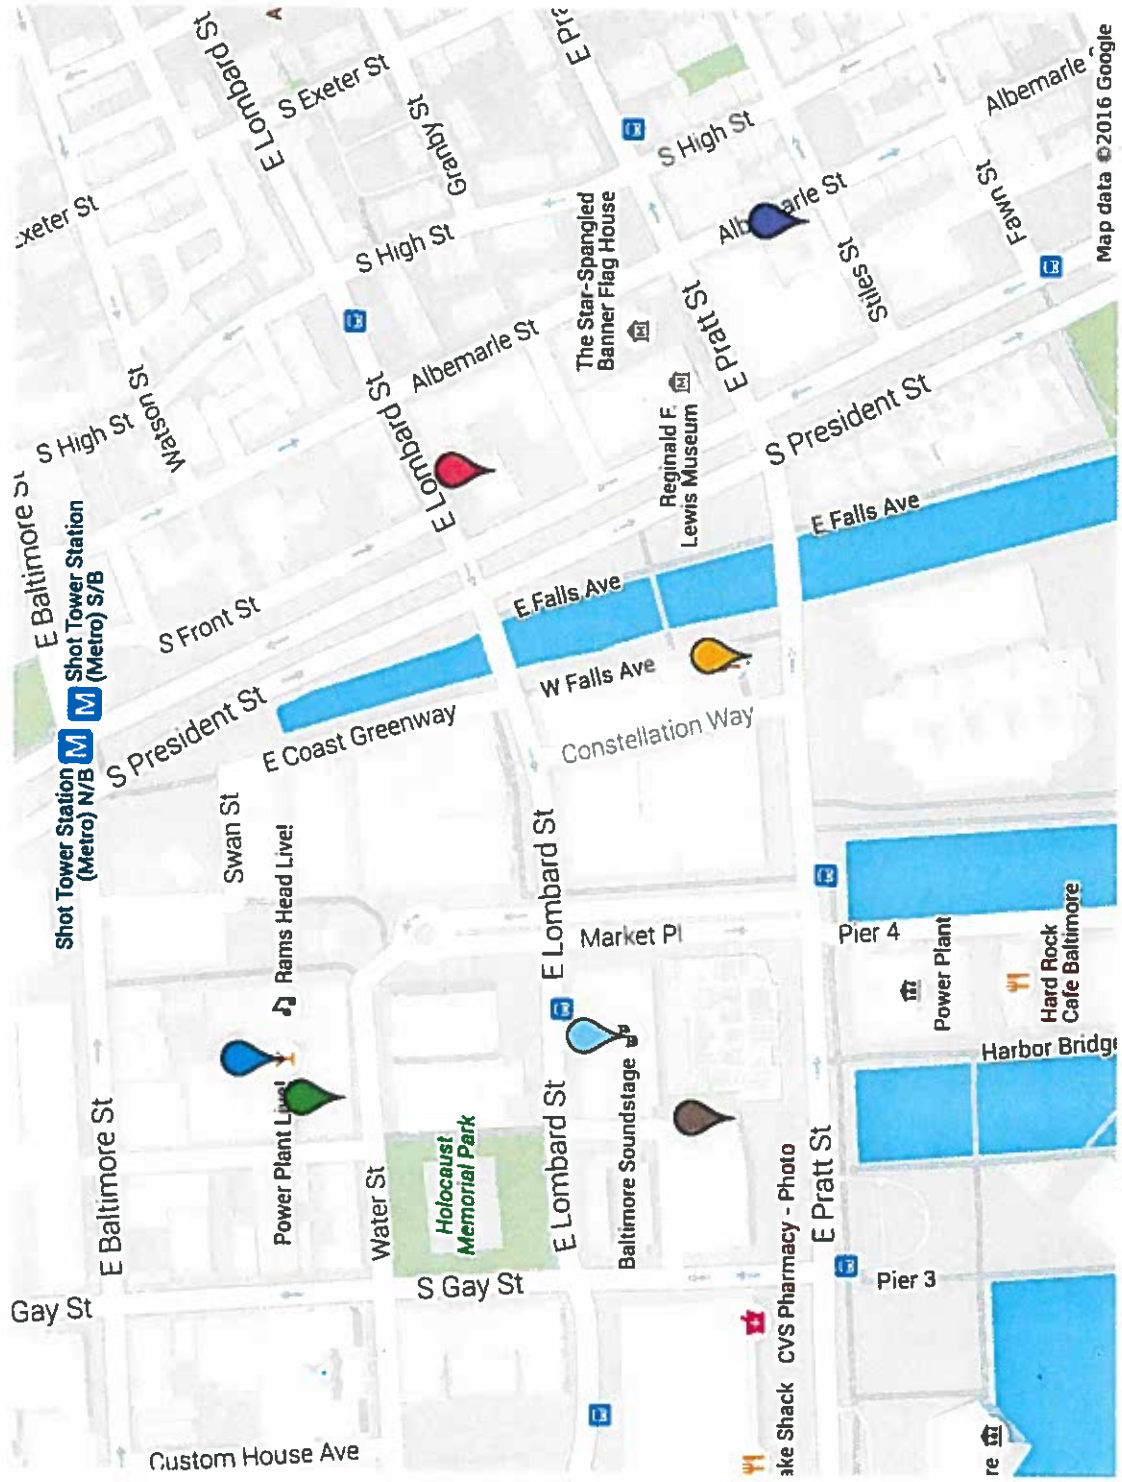 Gay St
E Baltimore St
xeter St
Shot Tower Station
(Metro) N/B
M
M
Shot Tower Station
(Metro) S/B
S High St
E Baltimore St
S President St
Watson St
Custom House Ave
S Front St
Swan St
E Lombard St
Power Plant Live!
Rams Head Live!
S Exeter St
E Coast Greenway
Water St
S High St
E Lombard St
Granby St
S Gay St
Holocaust
Memorial Park
Albemarle St
E Lombard St
E Lombard St
E Falls Ave
W Falls Ave
E Pra
Constellation Way
Market Pl
The Star-Spangled
Banner Flag House
Baltimore Soundstage
S High St
Reginald F.
Lewis Museum
E Pratt St
Albemarle St
ake Shack
CVS Pharmacy - Photo
E Pratt St
S President St
E Falls Ave
Stiles St
Pier 4
Pier 3
Power Plant
Fawn St
Albemarle
re
Harbor Bridge
Hard Rock
Cafe Baltimore
Map data ©2016 Google